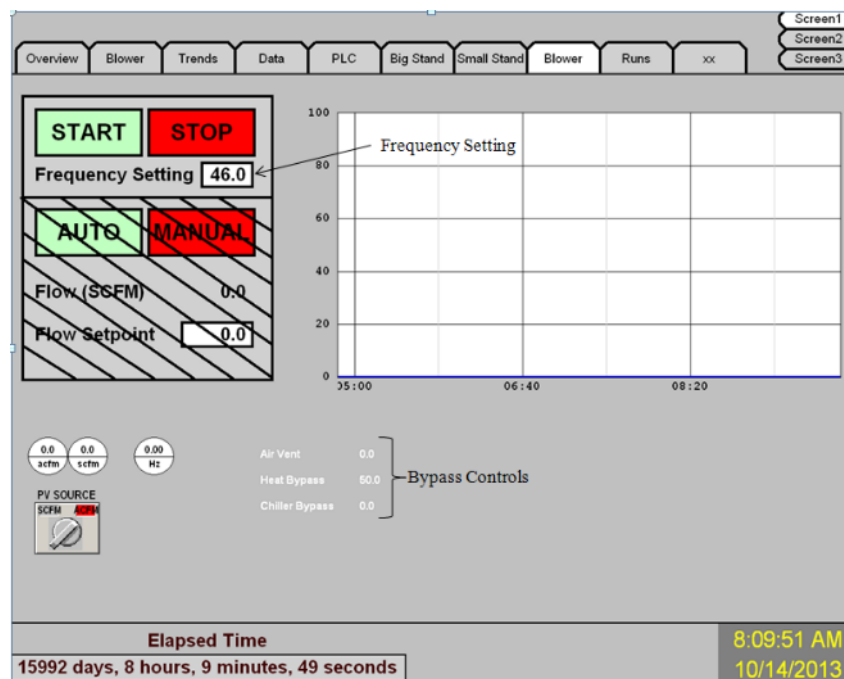 Screen1
Screen2
Screen3
Overview Blower Trends Data PLC Big Stand Small Stand Blower Runs xx
START STOP
Frequency Setting 46.0
Frequency Setting
AUTO MANUAL
Flow (SCFM) 0.0
Flow Setpoint 0.0
100
80
60
40
20
0
05:00 06:40 08:20
0.0 acfm
0.0 scfm
0.00 Hz
PV SOURCE
SCFM ACFM
Air Vent 0.0
Heat Bypass 50.0
Chiller Bypass 0.0
Bypass Controls
Elapsed Time
15992 days, 8 hours, 9 minutes, 49 seconds
8:09:51 AM
10/14/2013